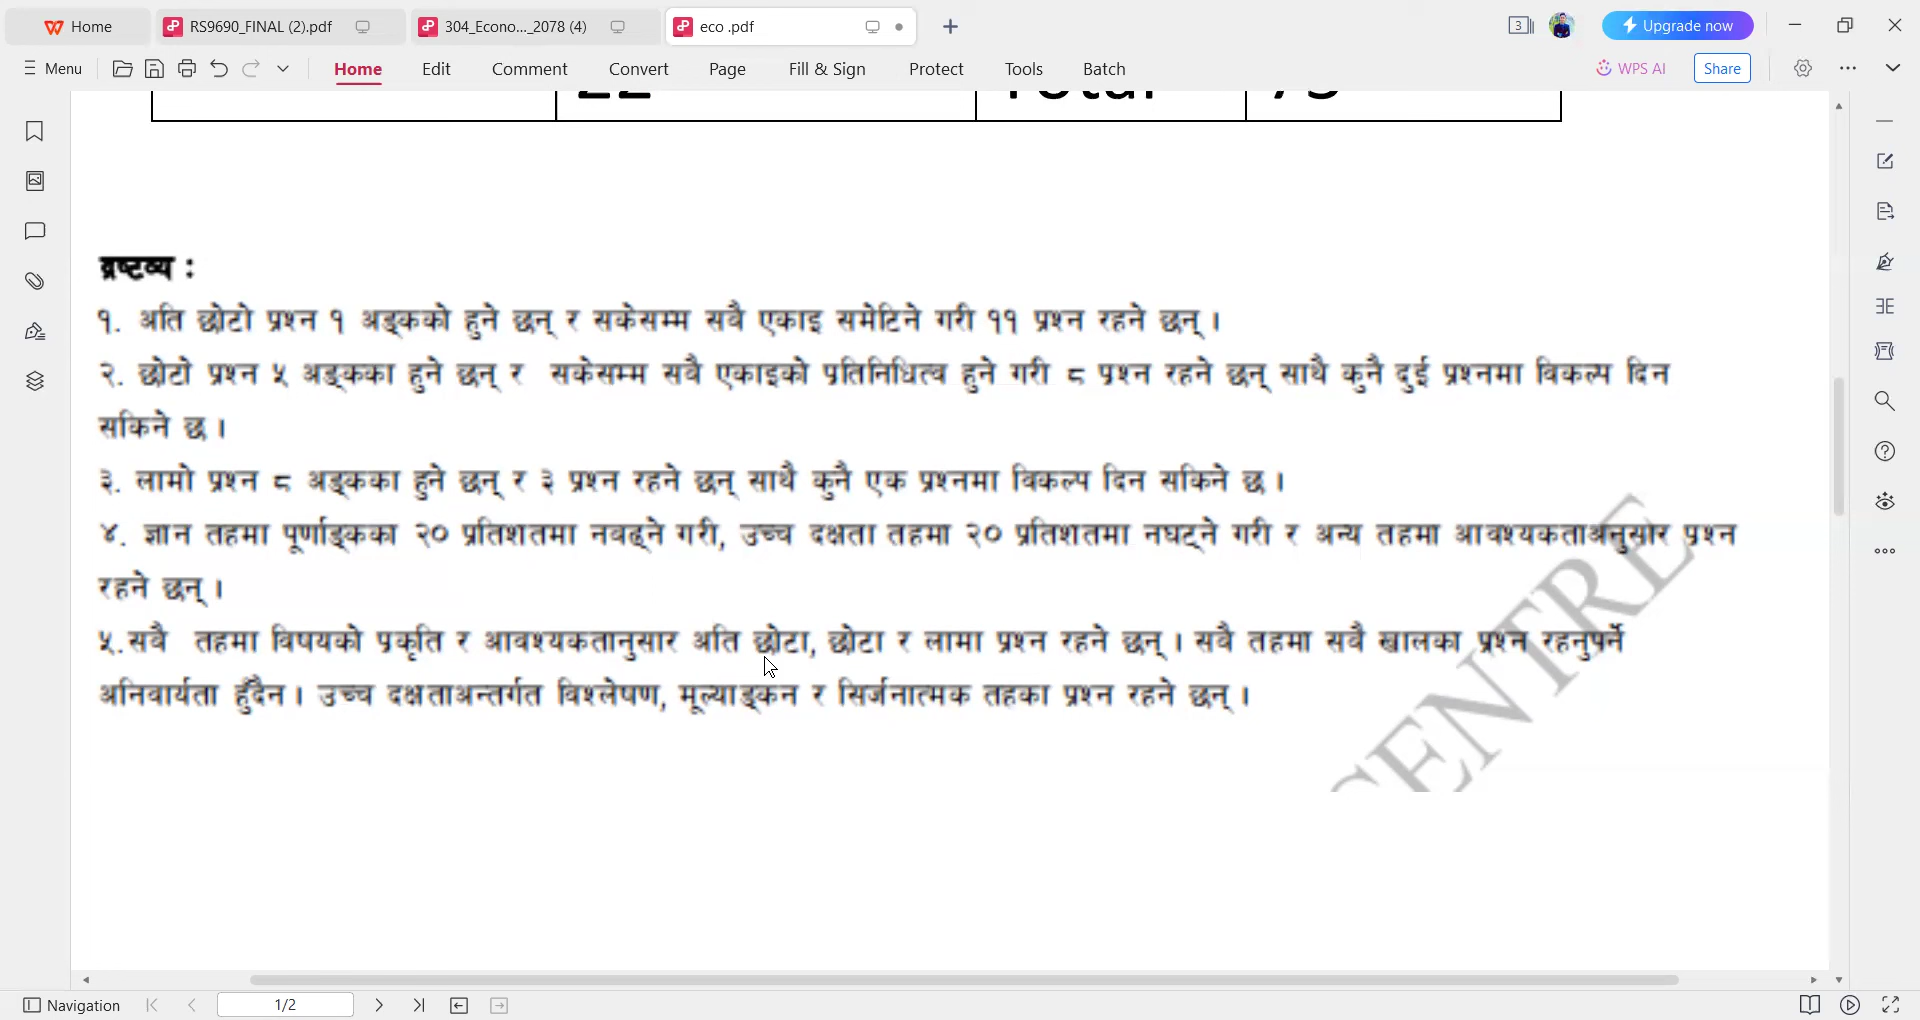 Home RS9690_FINAL (2).pdf 304_Econo..._2078 (4) eco .pdf 3 Upgrade now
Menu Home Edit Comment Convert Page Fill & Sign Protect Tools Batch WPS AI Share
द्रष्टव्य :
१. अति छोटो प्रश्न १ अङ्कको हुने छन् र सकेसम्म सबै एकाइ समेटिने गरी ११ प्रश्न रहने छन् ।
२. छोटो प्रश्न ५ अङ्कका हुने छन् र सकेसम्म सबै एकाइको प्रतिनिधित्व हुने गरी ८ प्रश्न रहने छन् साथै कुनै दुई प्रश्नमा विकल्प दिन
सकिने छ ।
३. लामो प्रश्न ८ अङ्कका हुने छन् र ३ प्रश्न रहने छन् साथै कुनै एक प्रश्नमा विकल्प दिन सकिने छ ।
४. ज्ञान तहमा पूर्णाङ्कका २० प्रतिशतमा नबढ्ने गरी, उच्च दक्षता तहमा २० प्रतिशतमा नघट्ने गरी र अन्य तहमा आवश्यकताअनुसार प्रश्न
रहने छन् ।
५.सबै तहमा विषयको प्रकृति र आवश्यकतानुसार अति छोटा, छोटा र लामा प्रश्न रहने छन् । सबै तहमा सबै खालका प्रश्न रहनुपर्ने
अनिवार्यता हुँदैन । उच्च दक्षताअन्तर्गत विश्लेषण, मूल्याङ्कन र सिर्जनात्मक तहका प्रश्न रहने छन् ।
CENTRE
Navigation 1/2